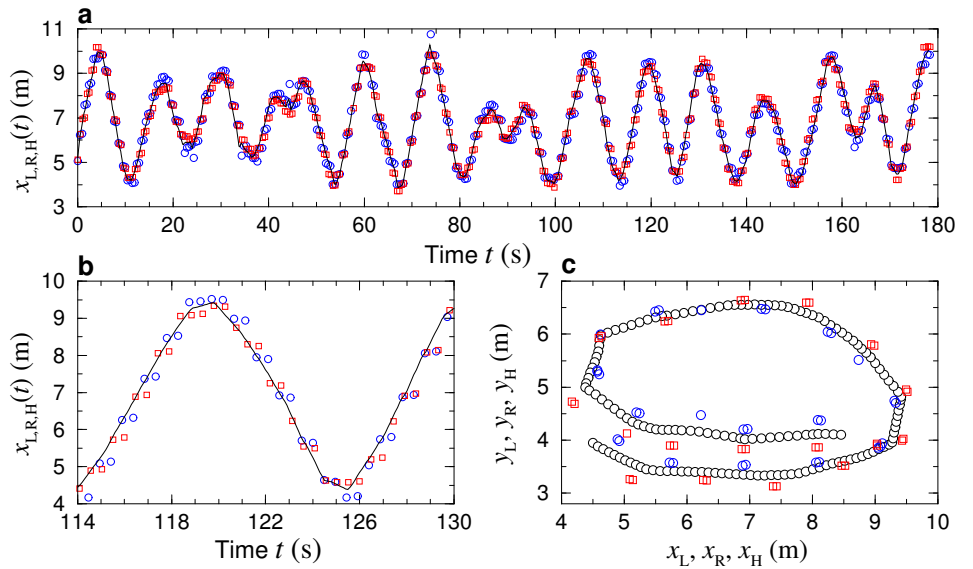 a
11
9
7
5
3
x_L,R,H(t) (m)
0 20 40 60 80 100 120 140 160 180
Time t (s)
b
10
9
8
7
6
5
4
x_L,R,H(t) (m)
114 118 122 126 130
Time t (s)
c
7
6
5
4
3
y_L, y_R, y_H (m)
4 5 6 7 8 9 10
x_L, x_R, x_H (m)